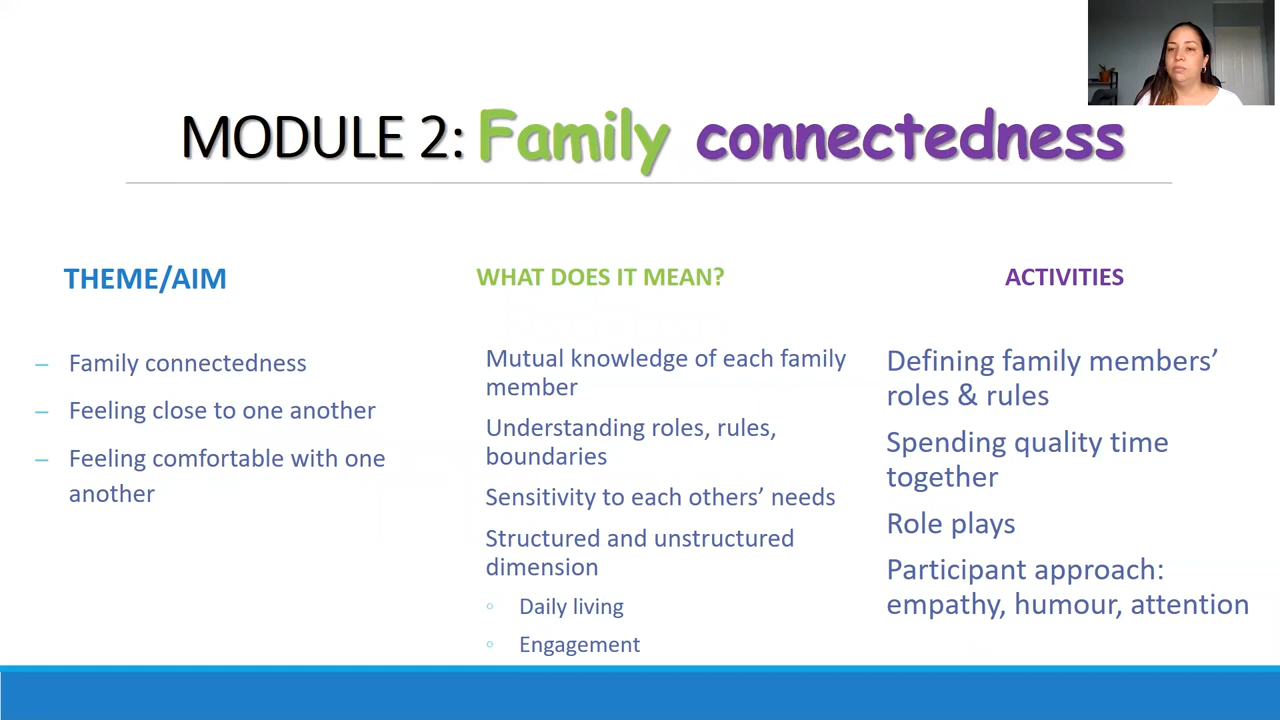 MODULE 2: Family connectedness
THEME/AIM
– Family connectedness
– Feeling close to one another
– Feeling comfortable with one
another
WHAT DOES IT MEAN?
Mutual knowledge of each family
member
Understanding roles, rules,
boundaries
Sensitivity to each others’ needs
Structured and unstructured
dimension
◦ Daily living
◦ Engagement
ACTIVITIES
Defining family members’
roles & rules
Spending quality time
together
Role plays
Participant approach:
empathy, humour, attention